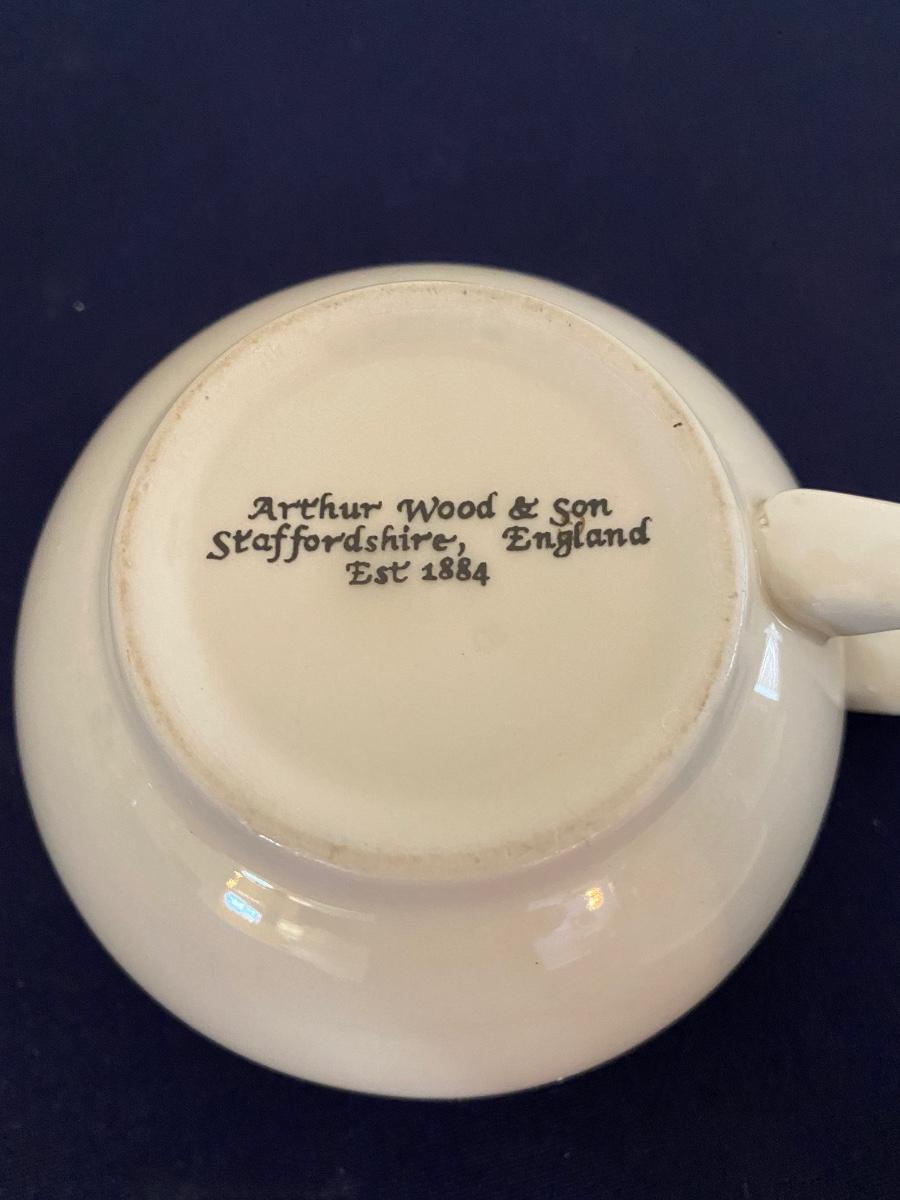 Arthur Wood & Son
Staffordshire, England
Est 1884